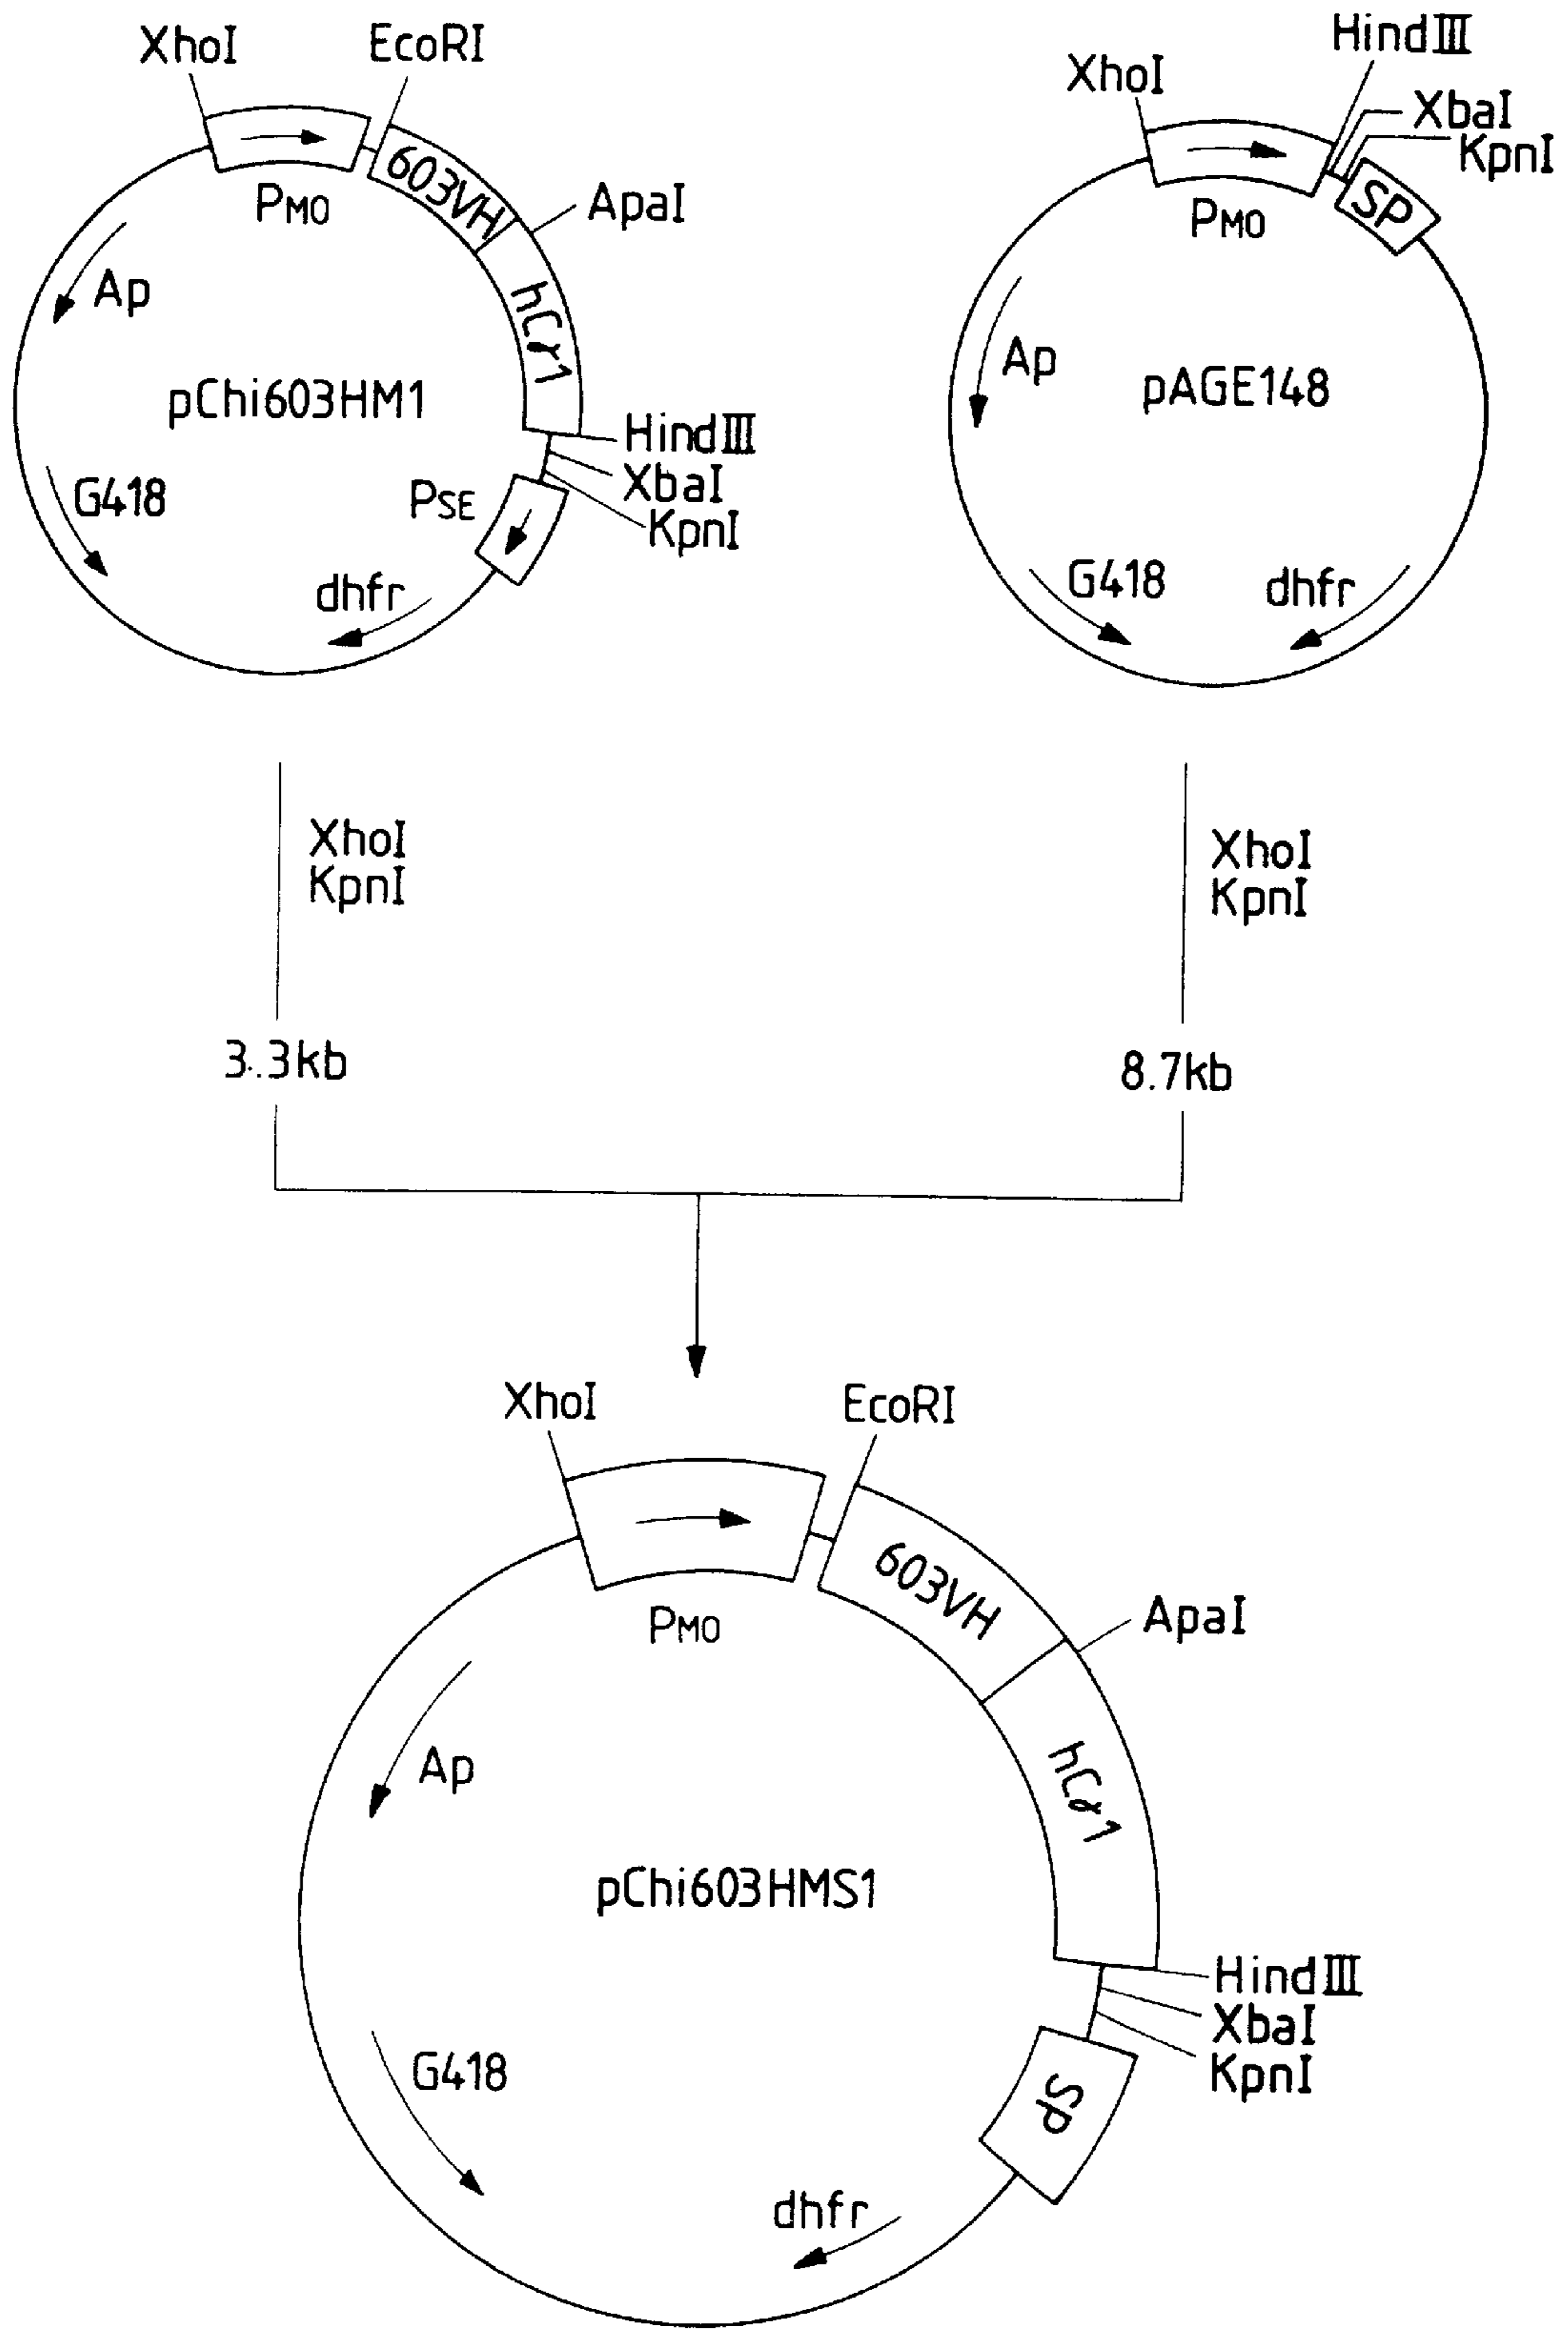 XhoI
EcoRI
PMO
603VH
ApaI
hCγ1
Ap
pChi603HM1
HindIII
XbaI
KpnI
G418
PSE
dhfr
XhoI
HindIII
XbaI
KpnI
PMO
SP
Ap
pAGE148
G418
dhfr
XhoI
KpnI
3.3kb
XhoI
KpnI
8.7kb
XhoI
EcoRI
PMO
603VH
ApaI
hCγ1
Ap
pChi603HMS1
HindIII
XbaI
KpnI
G418
SP
dhfr